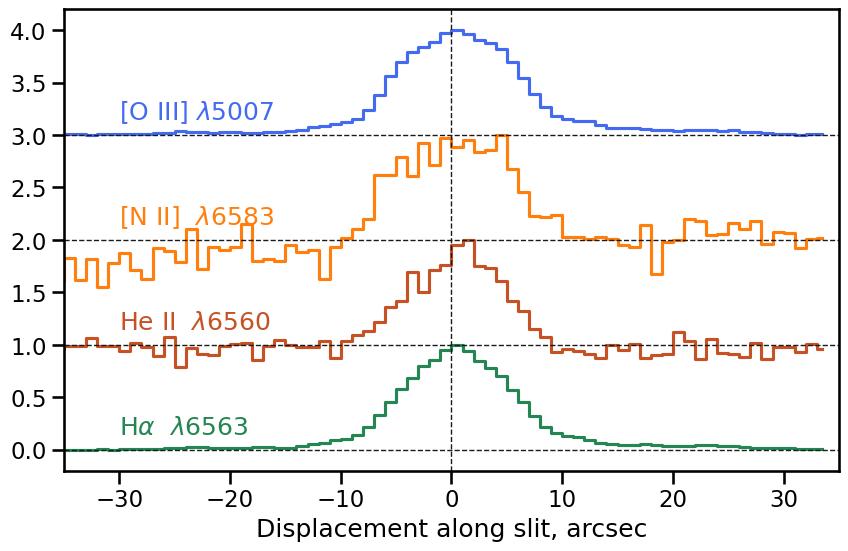 4.0
3.5
[O III] λ5007
3.0
2.5
[N II] λ6583
2.0
1.5
He II λ6560
1.0
0.5
Hα λ6563
0.0
−30 −20 −10 0 10 20 30
Displacement along slit, arcsec